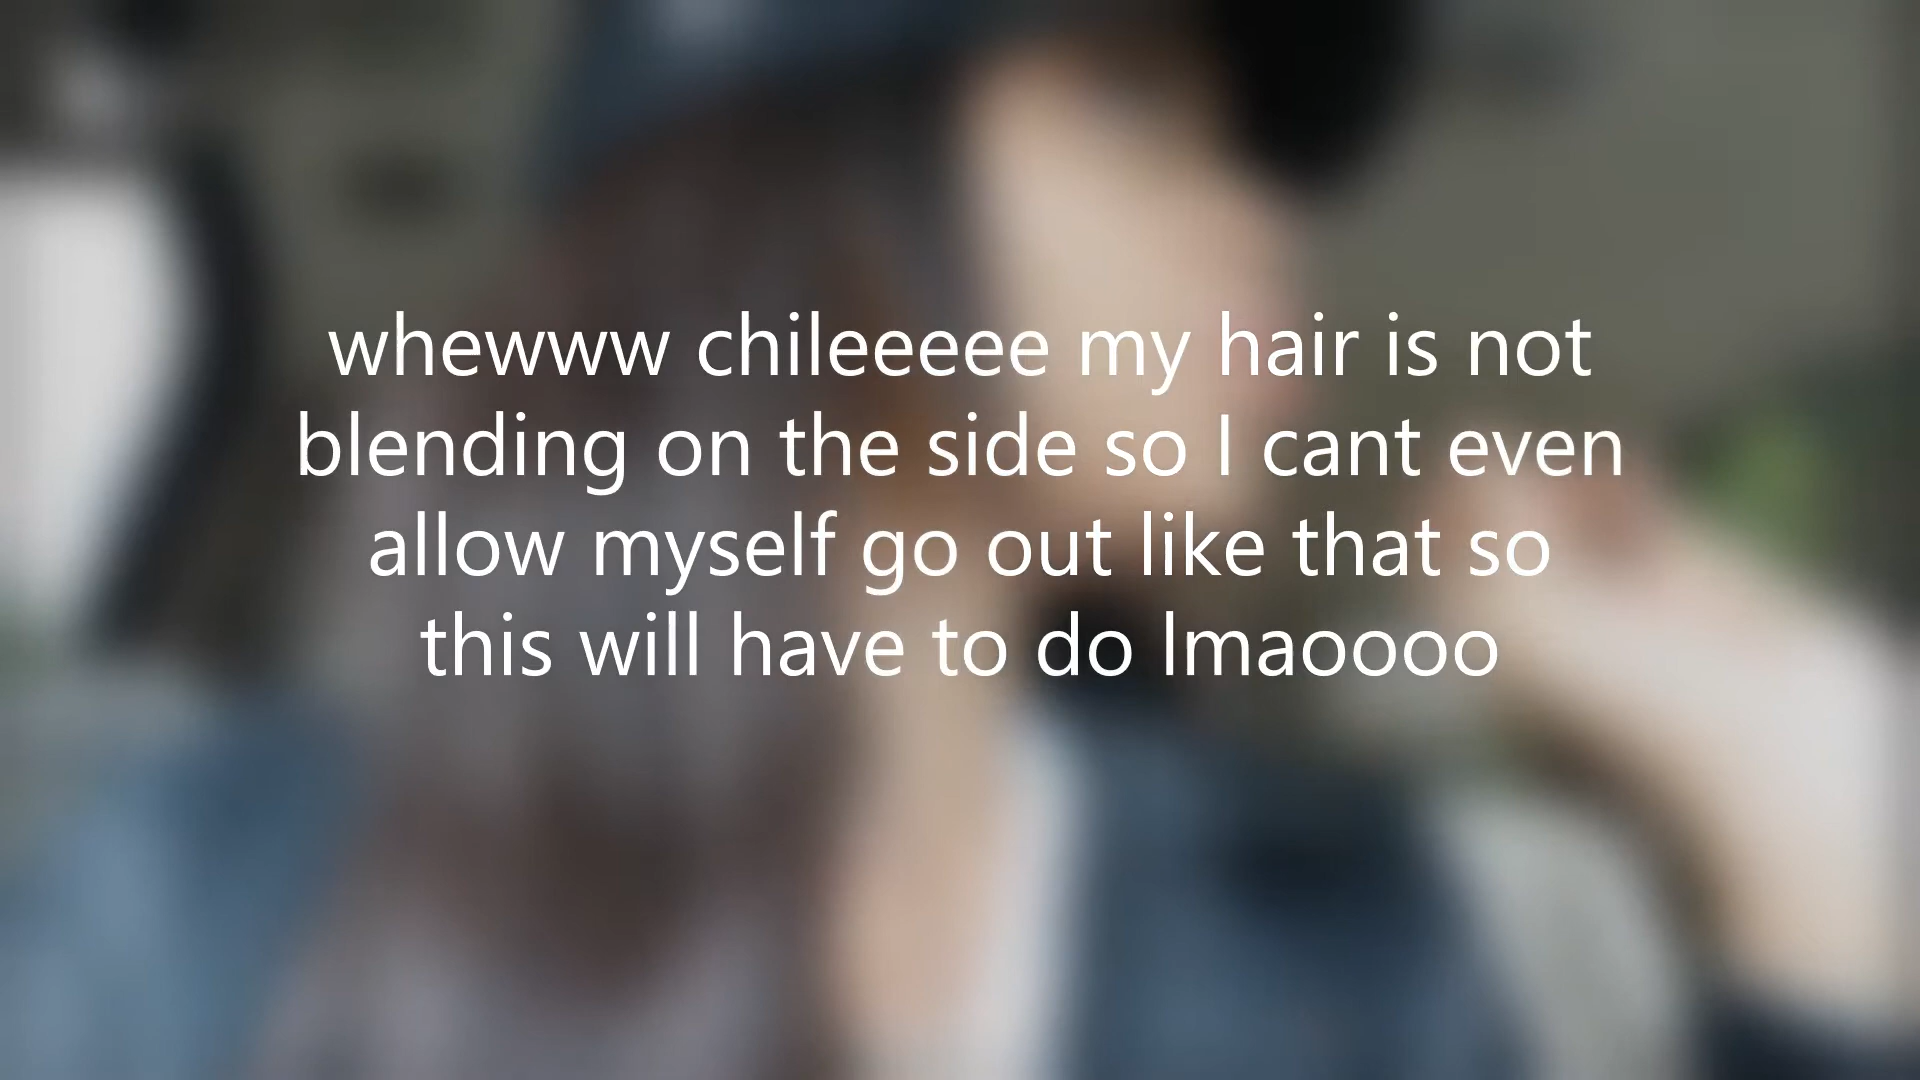 whewww chileeeee my hair is not
blending on the side so I cant even
allow myself go out like that so
this will have to do lmaoooo